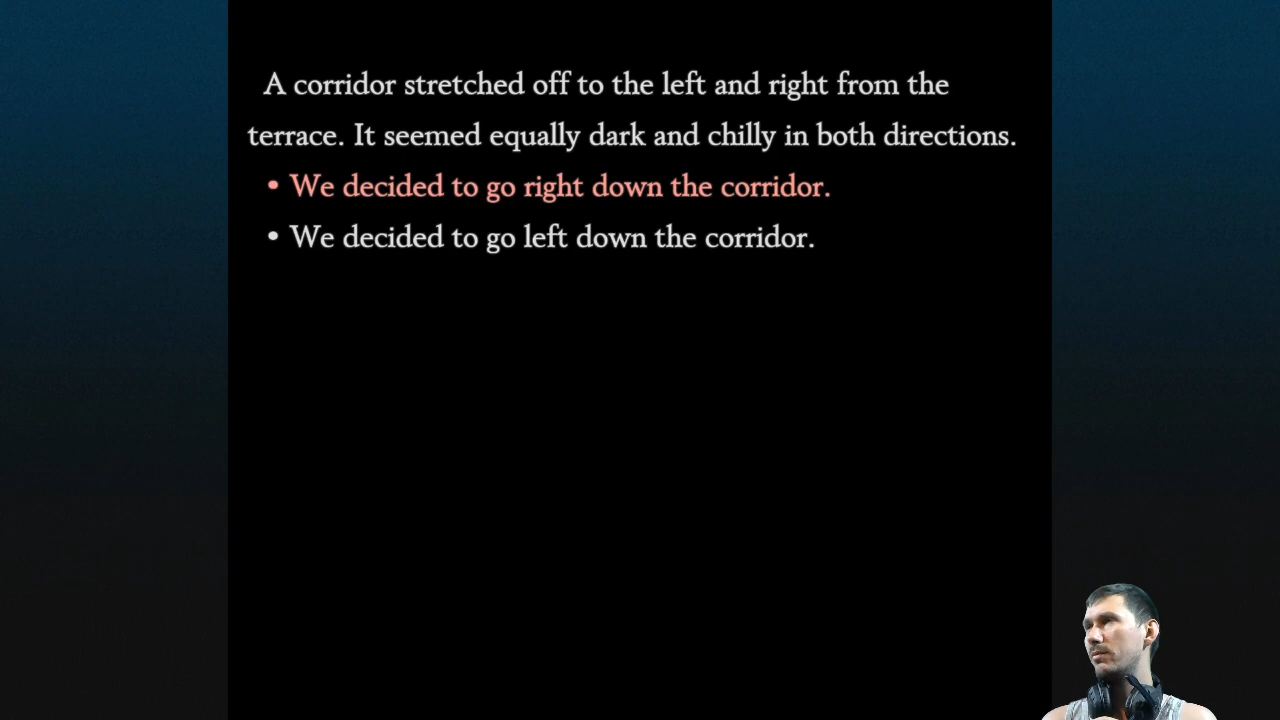 A corridor stretched off to the left and right from the
terrace. It seemed equally dark and chilly in both directions.
• We decided to go right down the corridor.
• We decided to go left down the corridor.